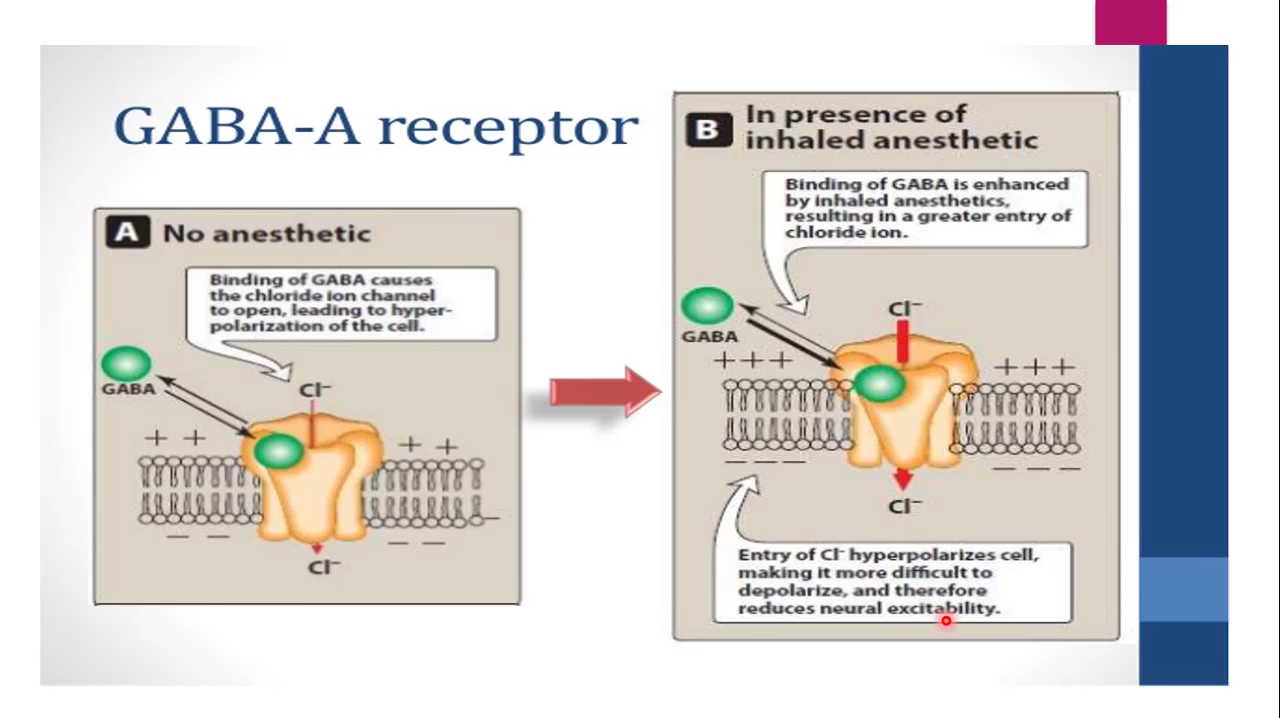 GABA-A receptor
A No anesthetic
Binding of GABA causes
the chloride ion channel
to open, leading to hyper-
polarization of the cell.
GABA
Cl–
+ +
+ +
– –
– –
Cl–
B In presence of
inhaled anesthetic
Binding of GABA is enhanced
by inhaled anesthetics,
resulting in a greater entry of
chloride ion.
GABA
Cl–
+ + +
+ + +
– – –
– – –
Cl–
Entry of Cl– hyperpolarizes cell,
making it more difficult to
depolarize, and therefore
reduces neural excitability.